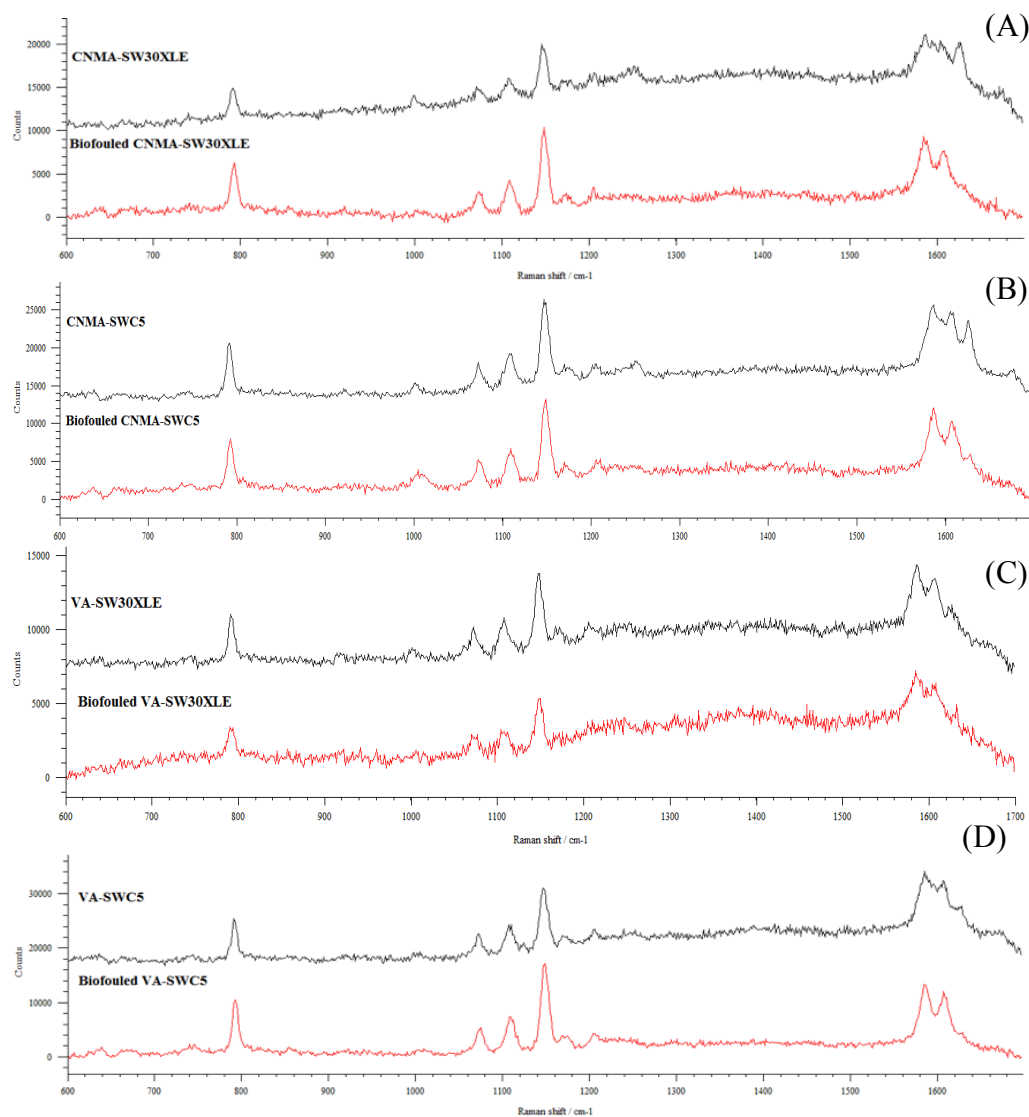 (A)
20000
CNMA-SW30XLE
15000
Counts
10000
Biofouled CNMA-SW30XLE
5000
0
600 700 800 900 1000 1100 1200 1300 1400 1500 1600
Raman shift / cm-1
(B)
25000
CNMA-SWC5
20000
15000
Counts
10000
Biofouled CNMA-SWC5
5000
0
600 700 800 900 1000 1100 1200 1300 1400 1500 1600
Raman shift / cm-1
15000
(C)
VA-SW30XLE
10000
Counts
Biofouled VA-SW30XLE
5000
0
600 700 800 900 1000 1100 1200 1300 1400 1500 1600 1700
Raman shift / cm-1
(D)
VA-SWC5
30000
20000
Counts
Biofouled VA-SWC5
10000
0
600 700 800 900 1000 1100 1200 1300 1400 1500 1600
Raman shift / cm-1